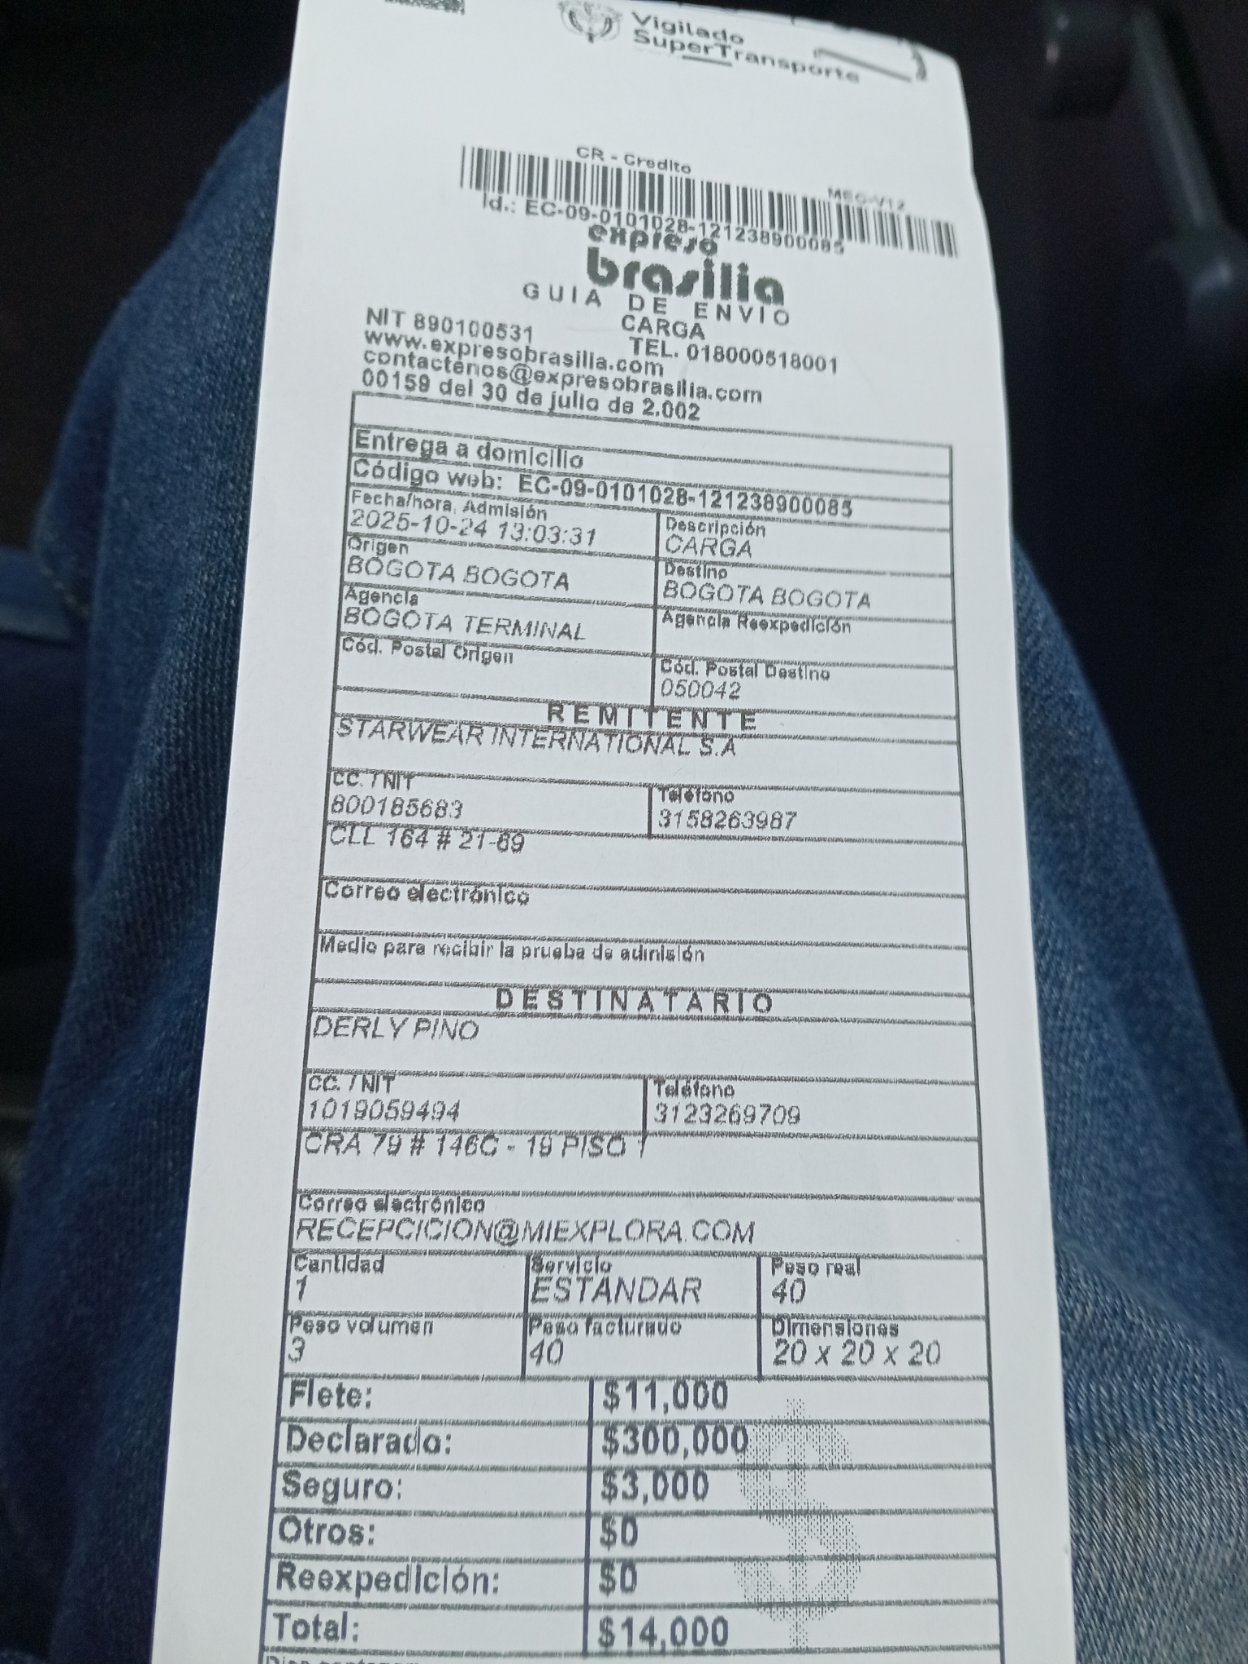 Vigilado
SuperTransporte
CR - Credito
MEC-V12
Id.: EC-09-0101028-121238900085
expreso
brasilia
GUIA DE ENVIO
CARGA
NIT 890100531
TEL. 018000518001
www.expresobrasilia.com
contactenos@expresobrasilia.com
00159 del 30 de julio de 2.002
Entrega a domicilio
Código web: EC-09-0101028-121238900085
Fecha/hora, Admisión
2025-10-24 13:03:31
Descripción
CARGA
Origen
BOGOTA BOGOTA
Destino
BOGOTA BOGOTA
Agencia
BOGOTA TERMINAL
Agencia Reexpedición
Cód. Postal Origen
Cód. Postal Destino
050042
REMITENTE
STARWEAR INTERNATIONAL S.A
CC. / NIT
800185683
Teléfono
3158263987
CLL 164 # 21-69
Correo electrónico
Medio para recibir la prueba de admisión
DESTINATARIO
DERLY PINO
CC. / NIT
1019059494
Teléfono
3123269709
CRA 79 # 146C - 19 PISO 1
Correo electrónico
RECEPCICION@MIEXPLORA.COM
Cantidad
1
Servicio
ESTANDAR
Peso real
40
Peso volumen
3
Peso facturado
40
Dimensiones
20 x 20 x 20
Flete: $11,000
Declarado: $300,000
Seguro: $3,000
Otros: $0
Reexpedición: $0
Total: $14,000